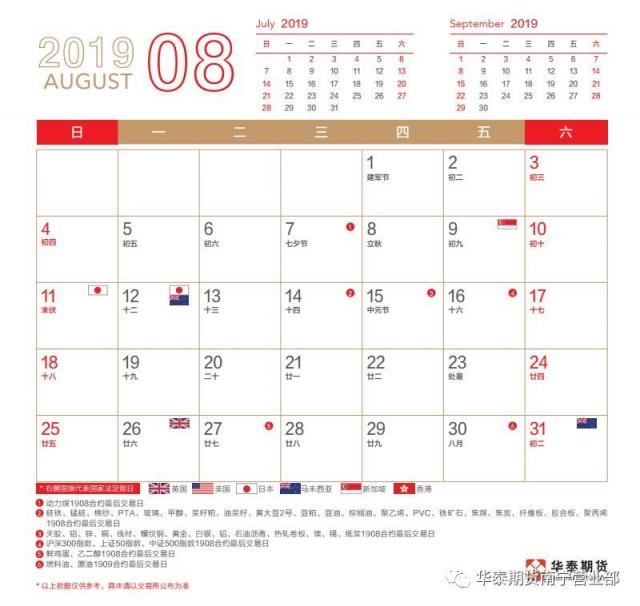 2019
AUGUST
08
July 2019
日 一 二 三 四 五 六
1 2 3 4 5 6
7 8 9 10 11 12 13
14 15 16 17 18 19 20
21 22 23 24 25 26 27
28 29 30 31
September 2019
日 一 二 三 四 五 六
1 2 3 4 5 6 7
8 9 10 11 12 13 14
15 16 17 18 19 20 21
22 23 24 25 26 27 28
29 30
日 一 二 三 四 五 六
1 2 3
建军节 初二 初三
4 5 6 7 ❶ 8 9 10
初四 初五 初六 七夕节 立秋 初九 初十
11 12 13 14 ❷ 15 ❸ 16 ❹ 17
末伏 十二 十三 十四 中元节 十六 十七
18 19 20 21 22 23 24
十八 十九 二十 廿一 廿二 处暑 廿四
25 26 27 ❺ 28 29 30 ❻ 31
廿五 廿六 廿七 廿八 廿九 八月 初二
* 右侧国旗代表国家法定假日 英国 美国 日本 马来西亚 新加坡 香港
❶ 动力煤1908合约最后交易日
❷ 硅铁、锰硅、棉纱、PTA、玻璃、甲醇、菜籽粕、油菜籽、黄大豆2号、豆粕、豆油、棕榈油、聚乙烯、PVC、铁矿石、焦煤、焦炭、纤维板、胶合板、聚丙烯
1908合约最后交易日
❸ 天胶、铝、锌、铜、线材、螺纹钢、黄金、白银、铅、石油沥青、热轧卷板、镍、锡、纸浆1908合约最后交易日
❹ 沪深300指数、上证50指数、中证500指数1908合约最后交易日
❺ 鲜鸡蛋、乙二醇1908合约最后交易日
❻ 燃料油、原油1909合约最后交易日
* 以上数据仅供参考，具体请以交易所公布为准
华泰期货
华泰期货南宁营业部